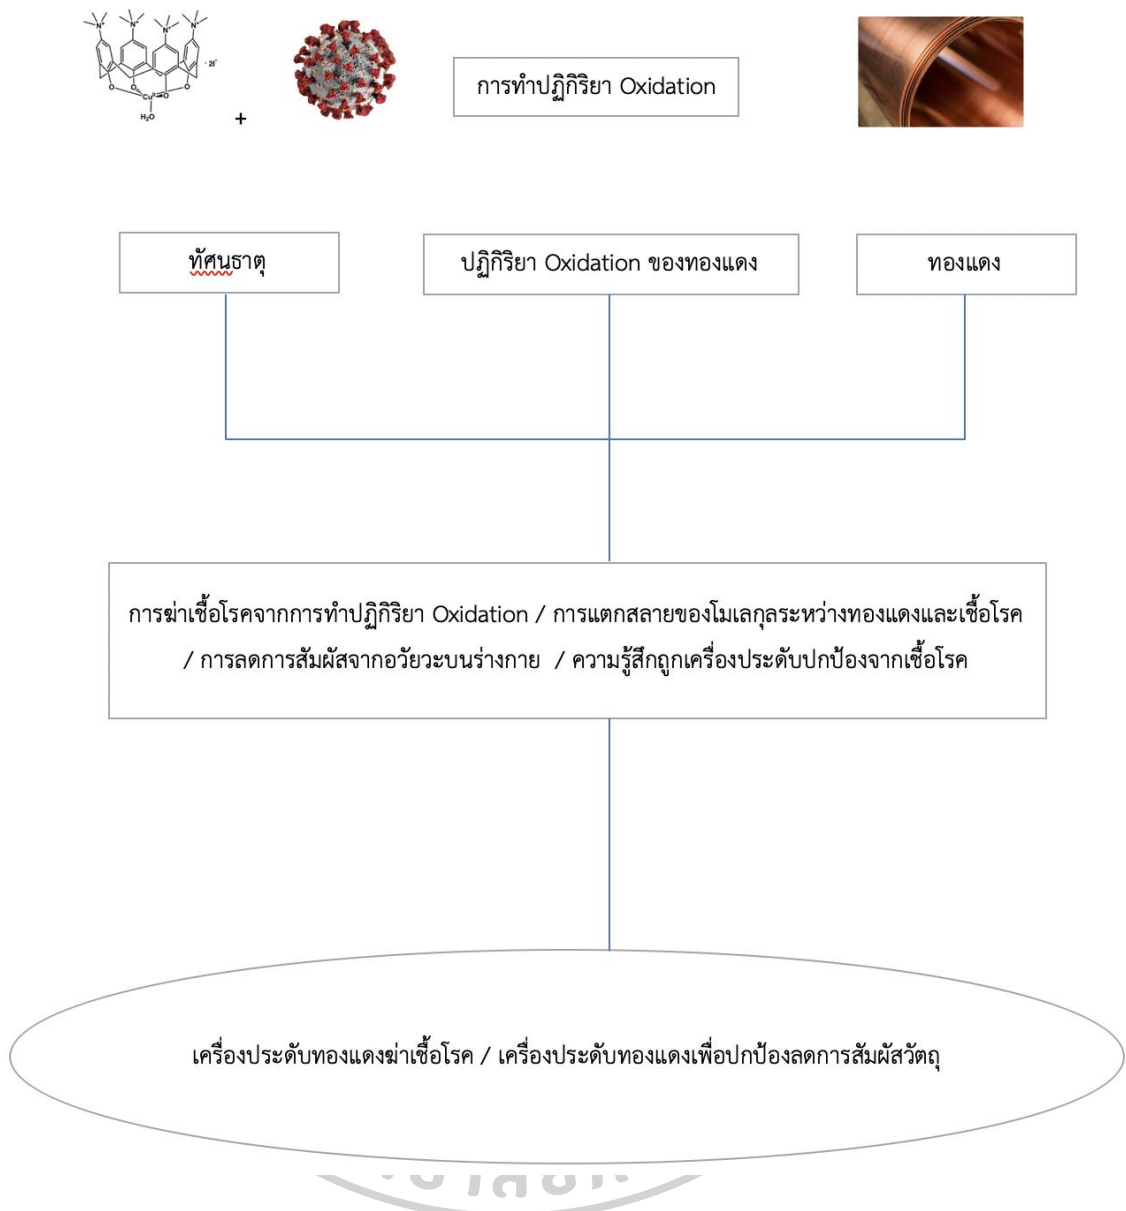 N⁺ N⁺ N⁺ N⁺
· 2I⁻
O O O O
Cu^II
H₂O
+
การทำปฏิกิริยา Oxidation
ทัศนธาตุ
ปฏิกิริยา Oxidation ของทองแดง
ทองแดง
การฆ่าเชื้อโรคจากการทำปฏิกิริยา Oxidation / การแตกสลายของโมเลกุลระหว่างทองแดงและเชื้อโรค
/ การลดการสัมผัสจากอวัยวะบนร่างกาย / ความรู้สึกถูกเครื่องประดับปกป้องจากเชื้อโรค
เครื่องประดับทองแดงฆ่าเชื้อโรค / เครื่องประดับทองแดงเพื่อปกป้องลดการสัมผัสวัตถุ